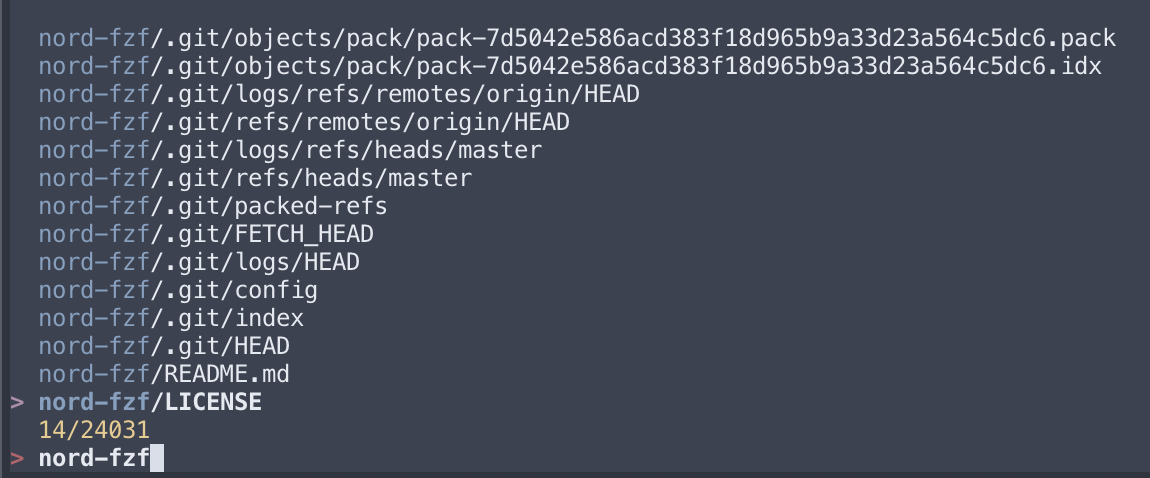 nord-fzf/.git/objects/pack/pack-7d5042e586acd383f18d965b9a33d23a564c5dc6.pack
nord-fzf/.git/objects/pack/pack-7d5042e586acd383f18d965b9a33d23a564c5dc6.idx
nord-fzf/.git/logs/refs/remotes/origin/HEAD
nord-fzf/.git/refs/remotes/origin/HEAD
nord-fzf/.git/logs/refs/heads/master
nord-fzf/.git/refs/heads/master
nord-fzf/.git/packed-refs
nord-fzf/.git/FETCH_HEAD
nord-fzf/.git/logs/HEAD
nord-fzf/.git/config
nord-fzf/.git/index
nord-fzf/.git/HEAD
nord-fzf/README.md
> nord-fzf/LICENSE
14/24031
> nord-fzf